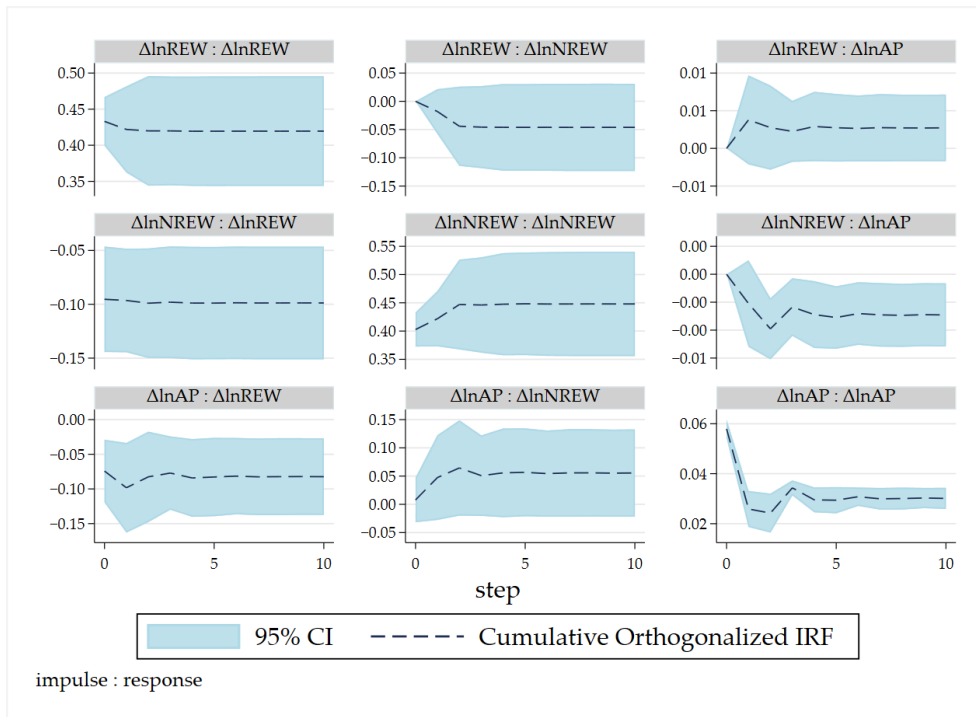 ΔlnREW : ΔlnREW
0.50
0.45
0.40
0.35
ΔlnREW : ΔlnNREW
0.05
0.00
−0.05
−0.10
−0.15
ΔlnREW : ΔlnAP
0.01
0.01
0.00
−0.01
ΔlnNREW : ΔlnREW
−0.05
−0.10
−0.15
ΔlnNREW : ΔlnNREW
0.55
0.50
0.45
0.40
0.35
ΔlnNREW : ΔlnAP
0.00
0.00
−0.00
−0.00
−0.01
ΔlnAP : ΔlnREW
0.00
−0.05
−0.10
−0.15
0 5 10
ΔlnAP : ΔlnNREW
0.15
0.10
0.05
0.00
−0.05
0 5 10
ΔlnAP : ΔlnAP
0.06
0.04
0.02
0 5 10
step
95% CI
Cumulative Orthogonalized IRF
impulse : response